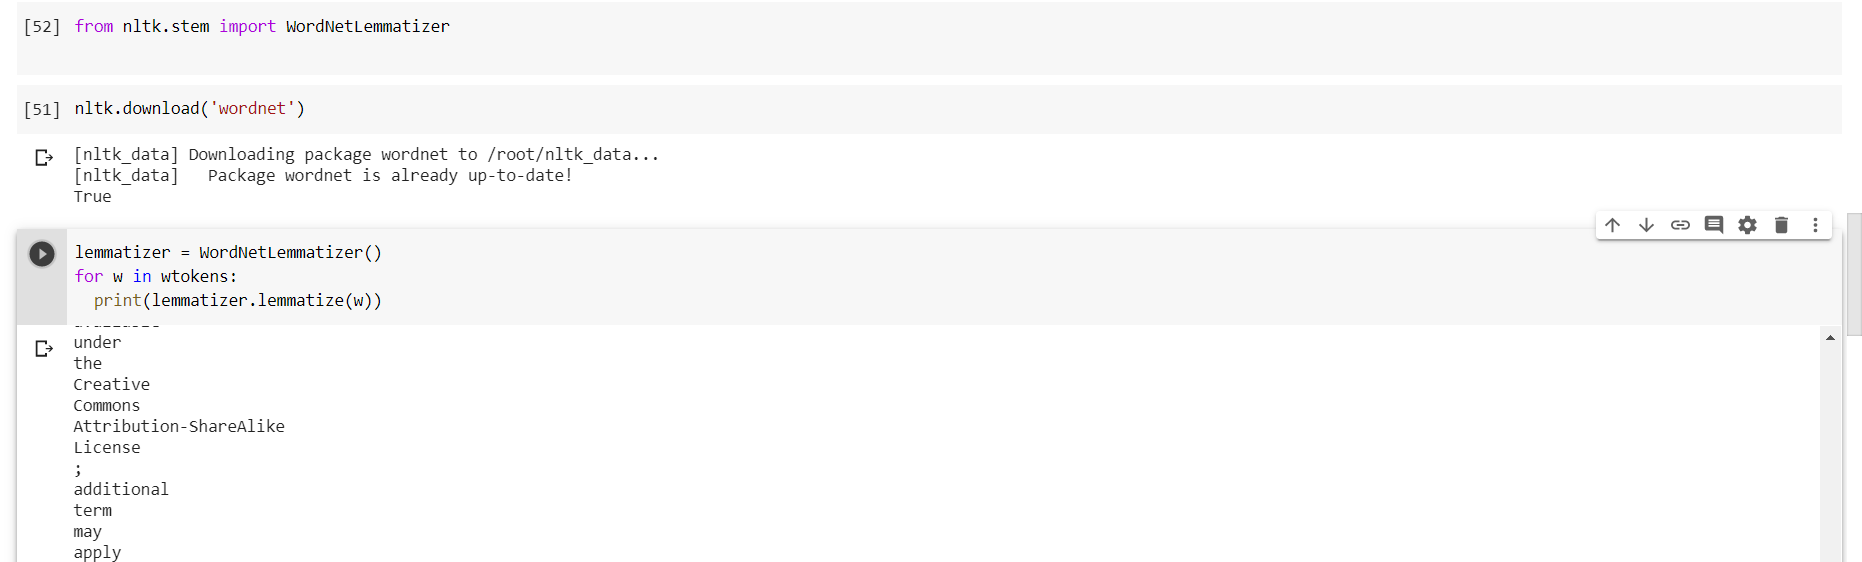 [52] from nltk.stem import WordNetLemmatizer
[51] nltk.download('wordnet')
[nltk_data] Downloading package wordnet to /root/nltk_data...
[nltk_data]   Package wordnet is already up-to-date!
True
lemmatizer = WordNetLemmatizer()
for w in wtokens:
  print(lemmatizer.lemmatize(w))
under
the
Creative
Commons
Attribution-ShareAlike
License
;
additional
term
may
apply